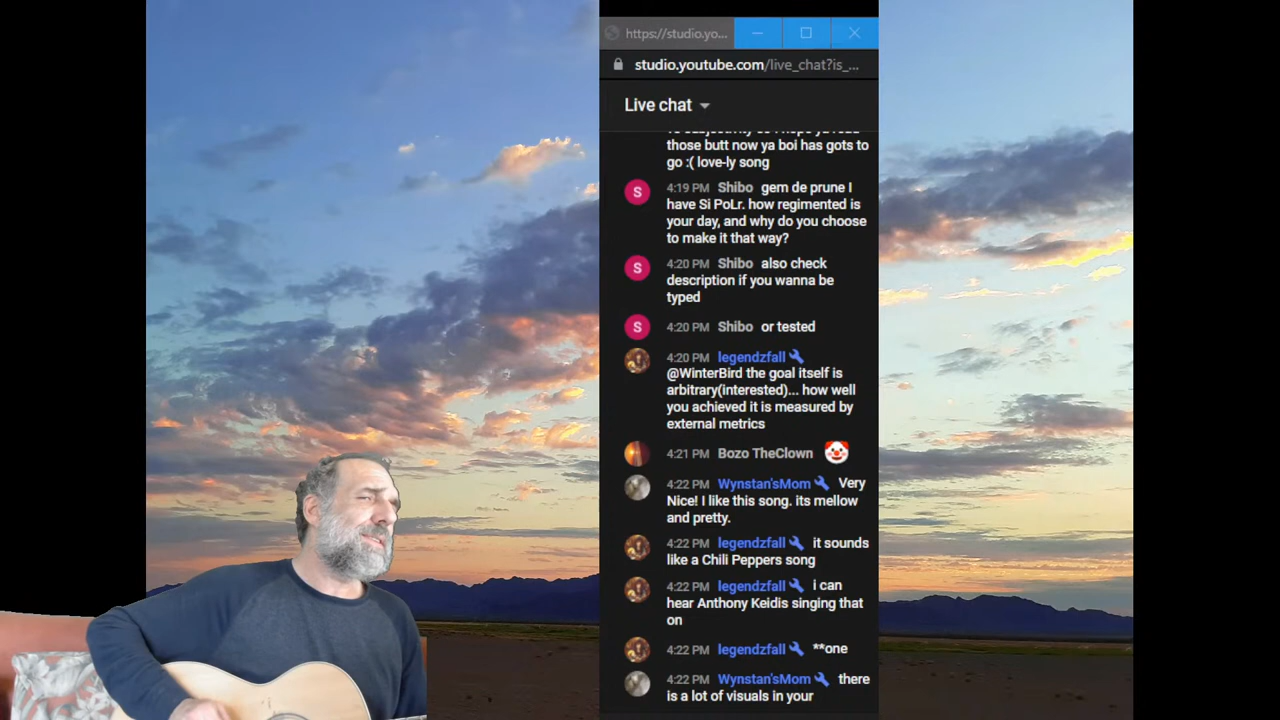 https://studio.yo...
studio.youtube.com/live_chat?is_...
Live chat
those butt now ya boi has gots to
go :( love-ly song
S
4:19 PM Shibo gem de prune I
have Si PoLr. how regimented is
your day, and why do you choose
to make it that way?
S
4:20 PM Shibo also check
description if you wanna be
typed
S
4:20 PM Shibo or tested
4:20 PM legendzfall
@WinterBird the goal itself is
arbitrary(interested)... how well
you achieved it is measured by
external metrics
4:21 PM Bozo TheClown 🤡
4:22 PM Wynstan'sMom Very
Nice! I like this song. its mellow
and pretty.
4:22 PM legendzfall it sounds
like a Chili Peppers song
4:22 PM legendzfall i can
hear Anthony Keidis singing that
on
4:22 PM legendzfall **one
4:22 PM Wynstan'sMom there
is a lot of visuals in your